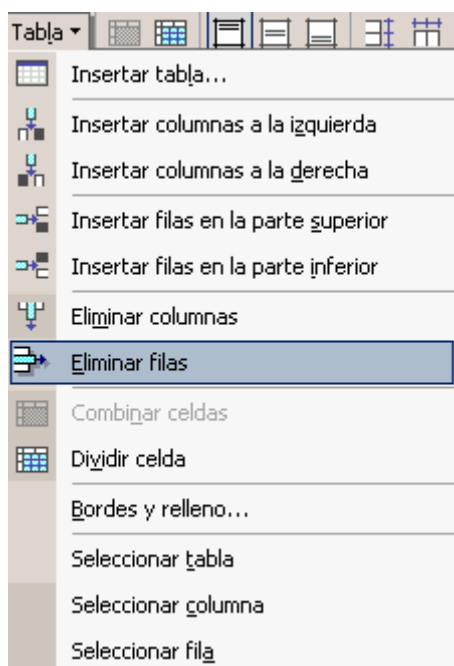 Tabla
Insertar tabla...
Insertar columnas a la izquierda
Insertar columnas a la derecha
Insertar filas en la parte superior
Insertar filas en la parte inferior
Eliminar columnas
Eliminar filas
Combinar celdas
Dividir celda
Bordes y relleno...
Seleccionar tabla
Seleccionar columna
Seleccionar fila